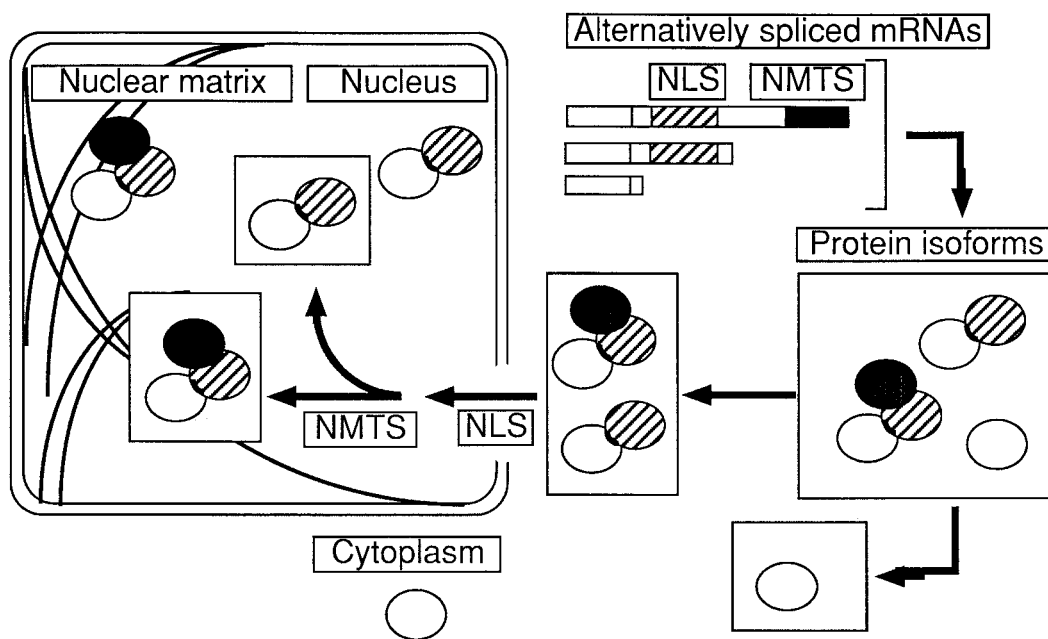 Alternatively spliced mRNAs
Nuclear matrix
Nucleus
NLS
NMTS
Protein isoforms
NMTS
NLS
Cytoplasm